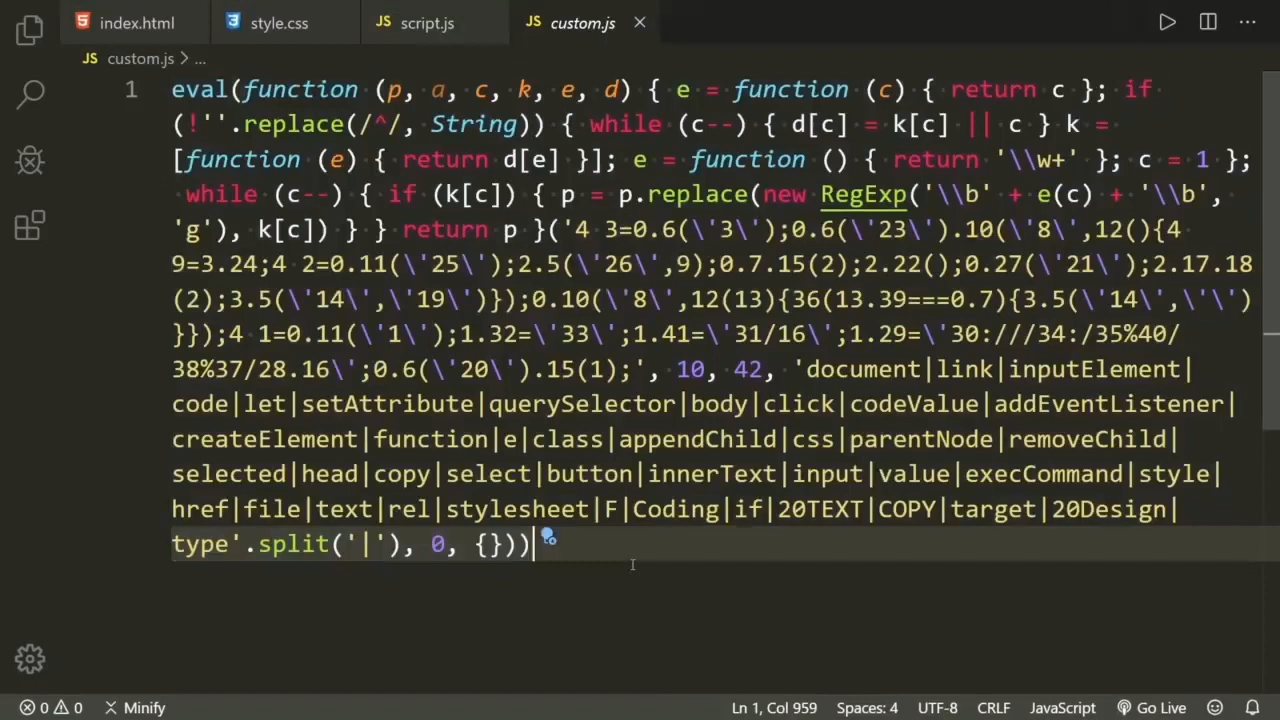 index.html style.css JS script.js JS custom.js
JS custom.js > ...
1 eval(function (p, a, c, k, e, d) { e = function (c) { return c }; if
(!''.replace(/^/, String)) { while (c--) { d[c] = k[c] || c } k =
[function (e) { return d[e] }]; e = function () { return '\\w+' }; c = 1 };
while (c--) { if (k[c]) { p = p.replace(new RegExp('\\b' + e(c) + '\\b',
'g'), k[c]) } } return p }('4 3=0.6(\'3\');0.6(\'23\').10(\'8\',12(){4
9=3.24;4 2=0.11(\'25\');2.5(\'26\',9);0.7.15(2);2.22();0.27(\'21\');2.17.18
(2);3.5(\'14\',\'19\')});0.10(\'8\',12(13){36(13.39===0.7){3.5(\'14\',\'\')
}});4 1=0.11(\'1\');1.32=\'33\';1.41=\'31/16\';1.29=\'30:///34:/35%40/
38%37/28.16\';0.6(\'20\').15(1);', 10, 42, 'document|link|inputElement|
code|let|setAttribute|querySelector|body|click|codeValue|addEventListener|
createElement|function|e|class|appendChild|css|parentNode|removeChild|
selected|head|copy|select|button|innerText|input|value|execCommand|style|
href|file|text|rel|stylesheet|F|Coding|if|20TEXT|COPY|target|20Design|
type'.split('|'), 0, {}))
0 0 Minify Ln 1, Col 959 Spaces: 4 UTF-8 CRLF JavaScript Go Live